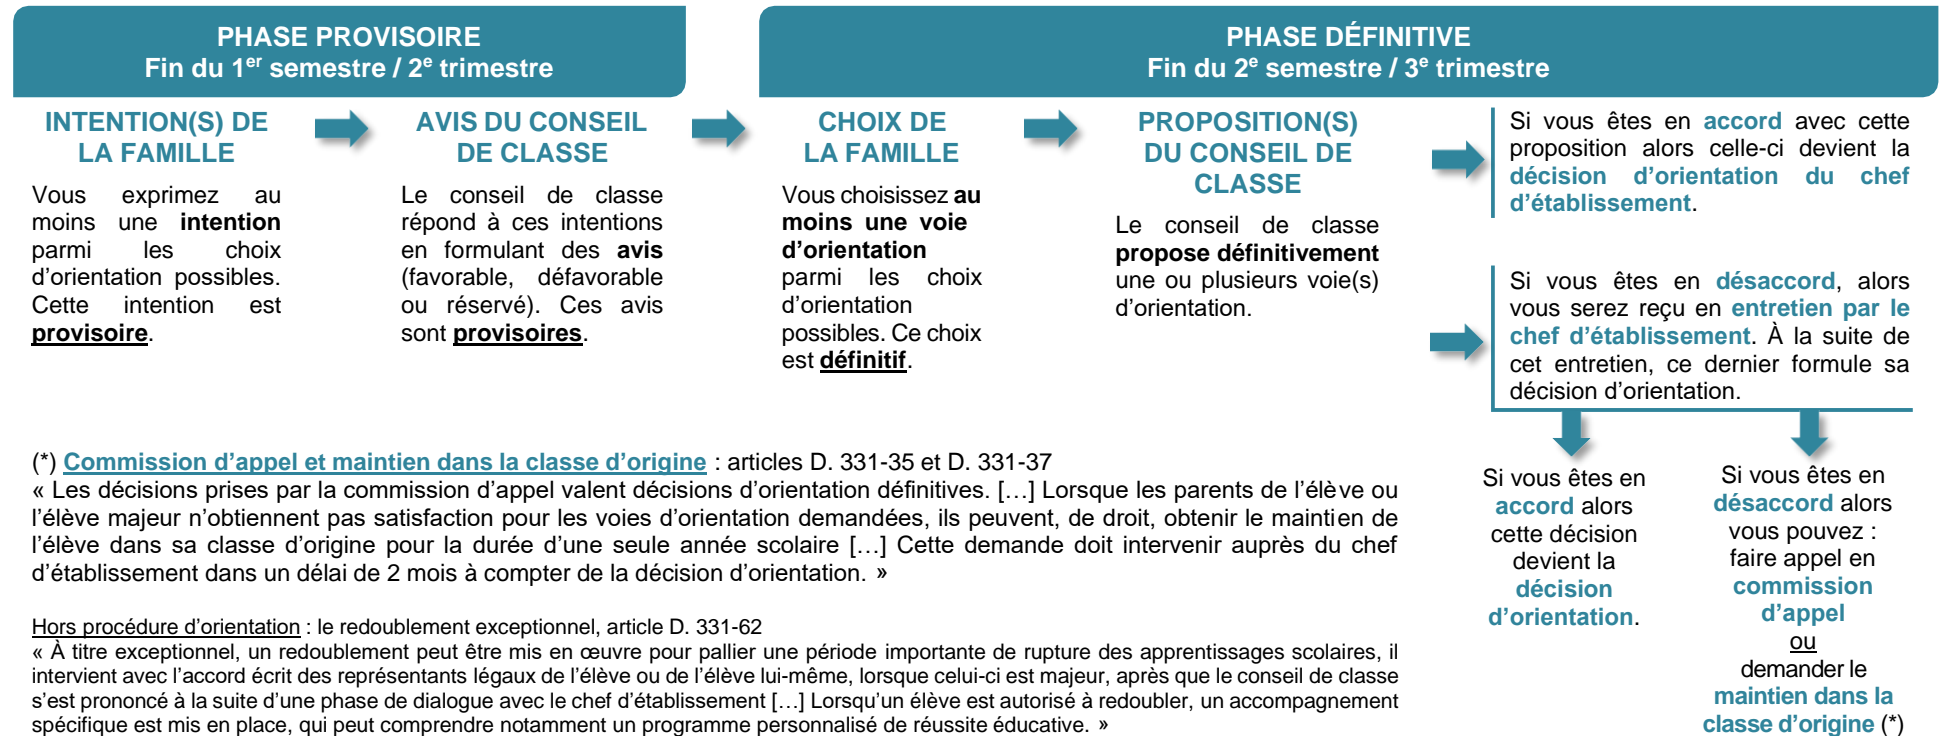 PHASE PROVISOIRE
Fin du 1er semestre / 2e trimestre
PHASE DÉFINITIVE
Fin du 2e semestre / 3e trimestre
INTENTION(S) DE
LA FAMILLE
Vous exprimez au
moins une intention
parmi les choix
d’orientation possibles.
Cette intention est
provisoire.
AVIS DU CONSEIL
DE CLASSE
Le conseil de classe
répond à ces intentions
en formulant des avis
(favorable, défavorable
ou réservé). Ces avis
sont provisoires.
CHOIX DE
LA FAMILLE
Vous choisissez au
moins une voie
d’orientation
parmi les choix
d’orientation
possibles. Ce choix
est définitif.
PROPOSITION(S)
DU CONSEIL DE
CLASSE
Le conseil de classe
propose définitivement
une ou plusieurs voie(s)
d’orientation.
Si vous êtes en accord avec cette
proposition alors celle-ci devient la
décision d’orientation du chef
d’établissement.
Si vous êtes en désaccord, alors
vous serez reçu en entretien par le
chef d’établissement. À la suite de
cet entretien, ce dernier formule sa
décision d’orientation.
Si vous êtes en
accord alors
cette décision
devient la
décision
d’orientation.
Si vous êtes en
désaccord alors
vous pouvez :
faire appel en
commission
d’appel
ou
demander le
maintien dans la
classe d’origine (*)
(*) Commission d’appel et maintien dans la classe d’origine : articles D. 331-35 et D. 331-37
« Les décisions prises par la commission d’appel valent décisions d’orientation définitives. […] Lorsque les parents de l’élève ou
l’élève majeur n’obtiennent pas satisfaction pour les voies d’orientation demandées, ils peuvent, de droit, obtenir le maintien de
l’élève dans sa classe d’origine pour la durée d’une seule année scolaire […] Cette demande doit intervenir auprès du chef
d’établissement dans un délai de 2 mois à compter de la décision d’orientation. »
Hors procédure d’orientation : le redoublement exceptionnel, article D. 331-62
« À titre exceptionnel, un redoublement peut être mis en œuvre pour pallier une période importante de rupture des apprentissages scolaires, il
intervient avec l’accord écrit des représentants légaux de l’élève ou de l’élève lui-même, lorsque celui-ci est majeur, après que le conseil de classe
s’est prononcé à la suite d’une phase de dialogue avec le chef d’établissement […] Lorsqu’un élève est autorisé à redoubler, un accompagnement
spécifique est mis en place, qui peut comprendre notamment un programme personnalisé de réussite éducative. »